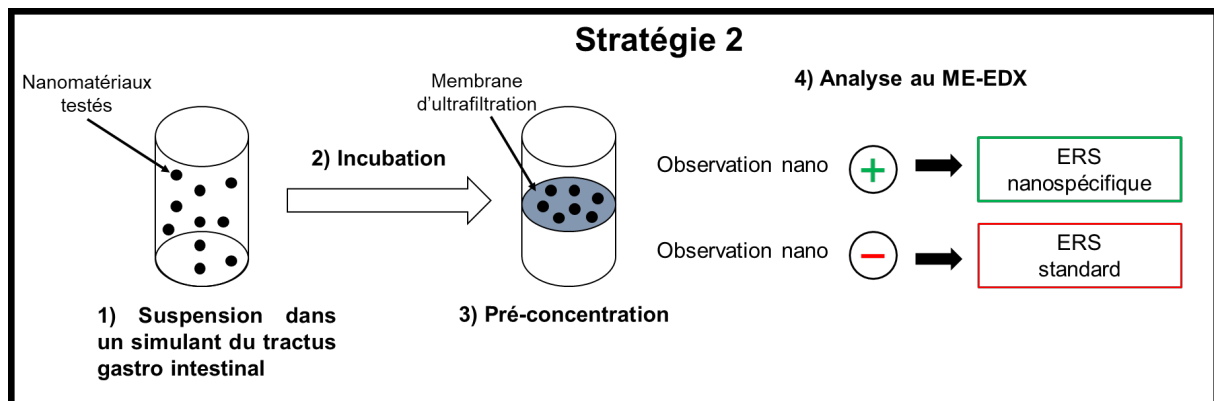 Stratégie 2
Nanomatériaux
testés
Membrane
d'ultrafiltration
4) Analyse au ME-EDX
2) Incubation
Observation nano
+
ERS
nanospécifique
Observation nano
−
ERS
standard
1) Suspension dans
un simulant du tractus
gastro intestinal
3) Pré-concentration